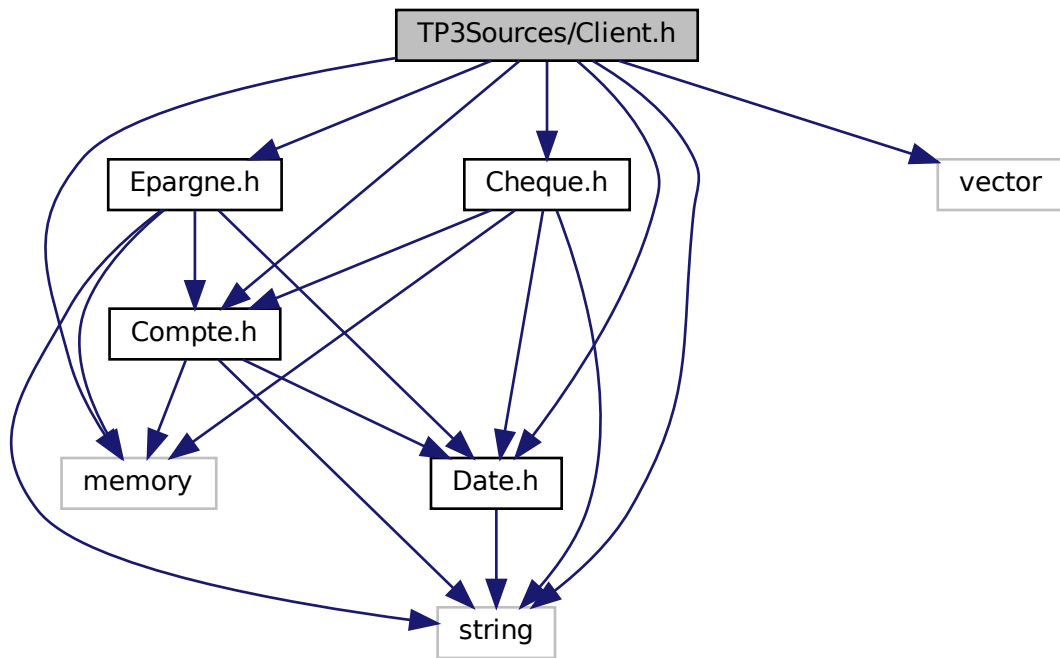 TP3Sources/Client.h
Epargne.h
Cheque.h
vector
Compte.h
memory
Date.h
string